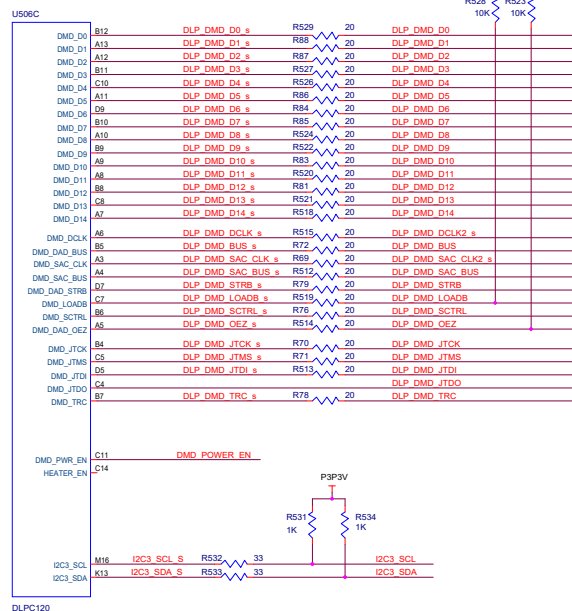 R528 R523
10K 10K
U506C
DMD_D0 B12 DLP_DMD_D0_s R529 20 DLP_DMD_D0
DMD_D1 A13 DLP_DMD_D1_s R88 20 DLP_DMD_D1
DMD_D2 A12 DLP_DMD_D2_s R87 20 DLP_DMD_D2
DMD_D3 B11 DLP_DMD_D3_s R527 20 DLP_DMD_D3
DMD_D4 C10 DLP_DMD_D4_s R526 20 DLP_DMD_D4
DMD_D5 A11 DLP_DMD_D5_s R86 20 DLP_DMD_D5
DMD_D6 D9 DLP_DMD_D6_s R84 20 DLP_DMD_D6
DMD_D7 B10 DLP_DMD_D7_s R85 20 DLP_DMD_D7
DMD_D8 A10 DLP_DMD_D8_s R524 20 DLP_DMD_D8
DMD_D9 B9 DLP_DMD_D9_s R522 20 DLP_DMD_D9
DMD_D10 A9 DLP_DMD_D10_s R83 20 DLP_DMD_D10
DMD_D11 A8 DLP_DMD_D11_s R520 20 DLP_DMD_D11
DMD_D12 B8 DLP_DMD_D12_s R81 20 DLP_DMD_D12
DMD_D13 C8 DLP_DMD_D13_s R521 20 DLP_DMD_D13
DMD_D14 A7 DLP_DMD_D14_s R518 20 DLP_DMD_D14
DMD_DCLK A6 DLP_DMD_DCLK_s R515 20 DLP_DMD_DCLK2_s
DMD_DAD_BUS B5 DLP_DMD_BUS_s R72 20 DLP_DMD_BUS
DMD_SAC_CLK A3 DLP_DMD_SAC_CLK_s R69 20 DLP_DMD_SAC_CLK2_s
DMD_SAC_BUS A4 DLP_DMD_SAC_BUS_s R512 20 DLP_DMD_SAC_BUS
DMD_DAD_STRB D7 DLP_DMD_STRB_s R79 20 DLP_DMD_STRB
DMD_LOADB C7 DLP_DMD_LOADB_s R519 20 DLP_DMD_LOADB
DMD_SCTRL B6 DLP_DMD_SCTRL_s R76 20 DLP_DMD_SCTRL
DMD_DAD_OEZ A5 DLP_DMD_OEZ_s R514 20 DLP_DMD_OEZ
DMD_JTCK B4 DLP_DMD_JTCK_s R70 20 DLP_DMD_JTCK
DMD_JTMS C5 DLP_DMD_JTMS_s R71 20 DLP_DMD_JTMS
DMD_JTDI D5 DLP_DMD_JTDI_s R513 20 DLP_DMD_JTDI
DMD_JTDO C4 DLP_DMD_JTDO
DMD_TRC B7 DLP_DMD_TRC_s R78 20 DLP_DMD_TRC
DMD_PWR_EN C11 DMD_POWER_EN
HEATER_EN C14
P3P3V
R531 R534
1K 1K
I2C3_SCL M16 I2C3_SCL_S R532 33 I2C3_SCL
I2C3_SDA K13 I2C3_SDA_S R533 33 I2C3_SDA
DLPC120